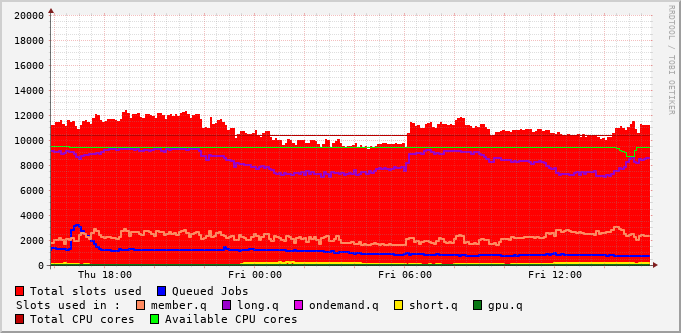 RRDTOOL / TOBI OETIKER
20000
18000
16000
14000
12000
10000
8000
6000
4000
2000
0
Thu 18:00 Fri 00:00 Fri 06:00 Fri 12:00
Total slots used Queued Jobs
Slots used in : member.q long.q ondemand.q short.q gpu.q
Total CPU cores Available CPU cores